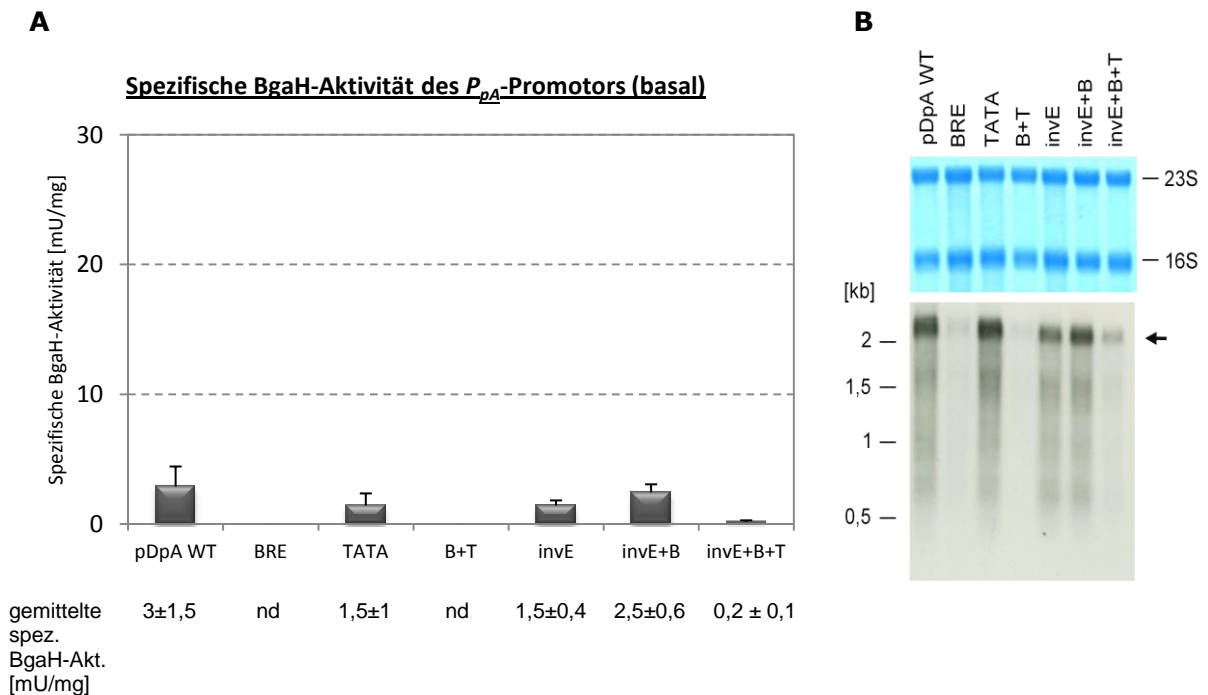 A
Spezifische BgaH-Aktivität des PpA-Promotors (basal)
Spezifische BgaH-Aktivität [mU/mg]
30
20
10
0
pDpA WT BRE TATA B+T invE invE+B invE+B+T
gemittelte 3±1,5 nd 1,5±1 nd 1,5±0,4 2,5±0,6 0,2 ± 0,1
spez.
BgaH-Akt.
[mU/mg]
B
pDpA WT
BRE
TATA
B+T
invE
invE+B
invE+B+T
– 23S
– 16S
[kb]
2 –
1,5 –
1 –
0,5 –